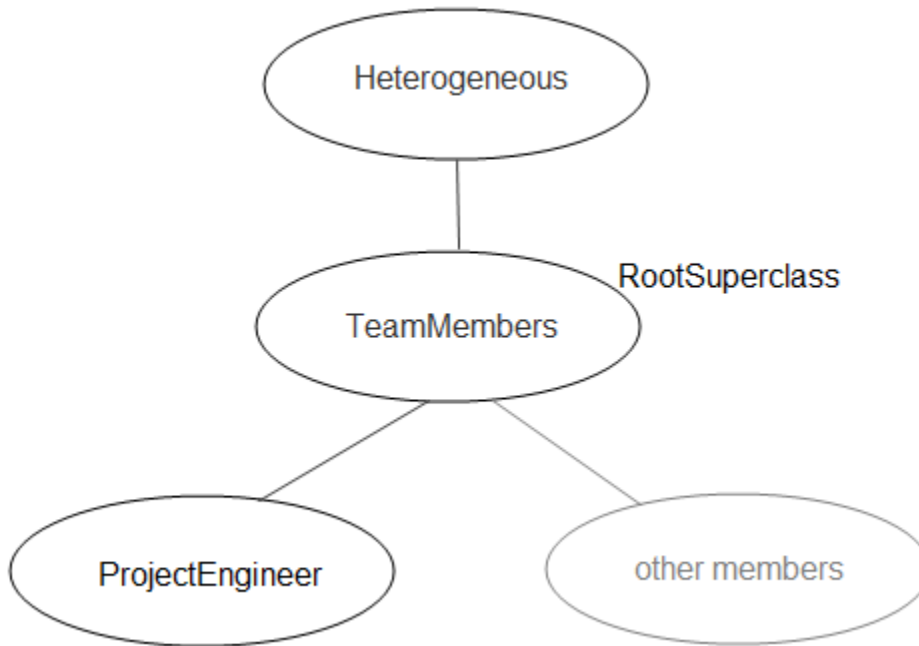 Heterogeneous
RootSuperclass
TeamMembers
ProjectEngineer
other members